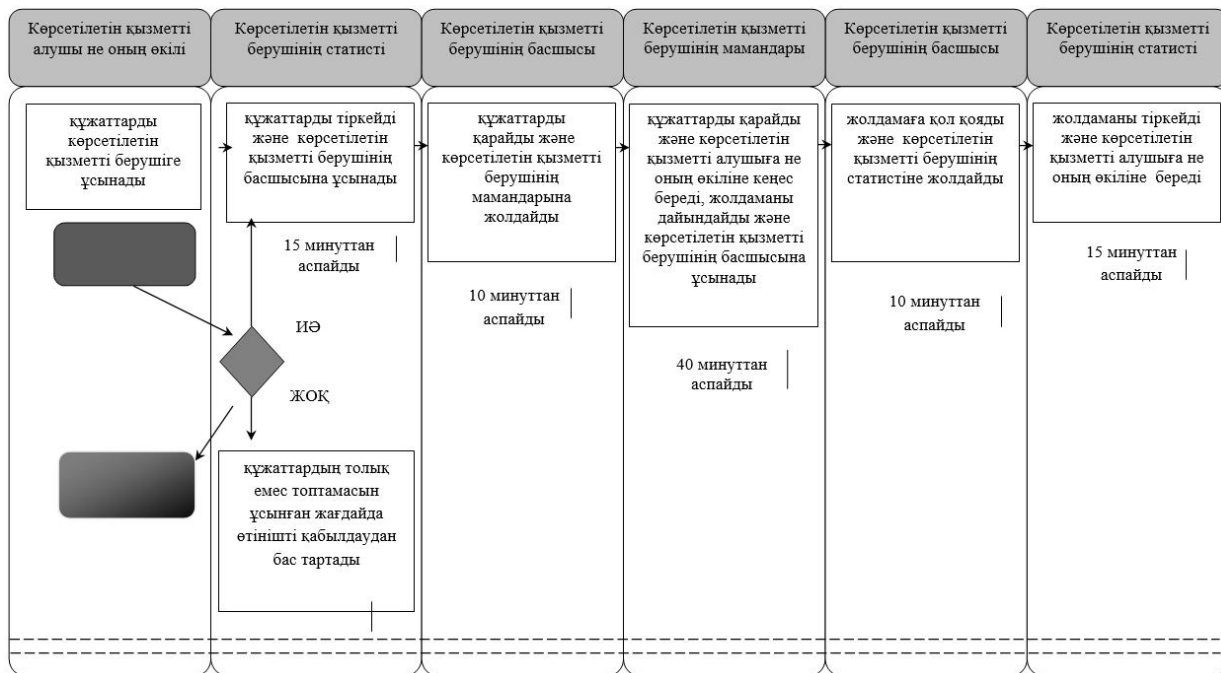 Көрсетілетін қызметті
алушы не оның өкілі
Көрсетілетін қызметті
берушінің статисті
Көрсетілетін қызметті
берушінің басшысы
Көрсетілетін қызметті
берушінің мамандары
Көрсетілетін қызметті
берушінің басшысы
Көрсетілетін қызметті
берушінің статисті
құжаттарды
көрсетілетін
қызметті берушіге
ұсынады
құжаттарды тіркейді
және көрсетілетін
қызметті берушінің
басшысына ұсынады
15 минуттан
аспайды
ИӘ
ЖОҚ
құжаттардың толық
емес топтамасын
ұсынған жағдайда
өтінішті қабылдаудан
бас тартады
құжаттарды
қарайды және
көрсетілетін қызметті
берушінің
мамандарына
жолдайды
10 минуттан
аспайды
құжаттарды қарайды
және көрсетілетін
қызметті алушыға не
оның өкіліне кеңес
береді, жолдаманы
дайындайды және
көрсетілетін қызметті
берушінің басшысына
ұсынады
40 минуттан
аспайды
жолдамаға қол қояды
және көрсетілетін
қызметті берушінің
статистіне жолдайды
10 минуттан
аспайды
жолдаманы тіркейді
және көрсетілетін
қызметті алушыға не
оның өкіліне береді
15 минуттан
аспайды